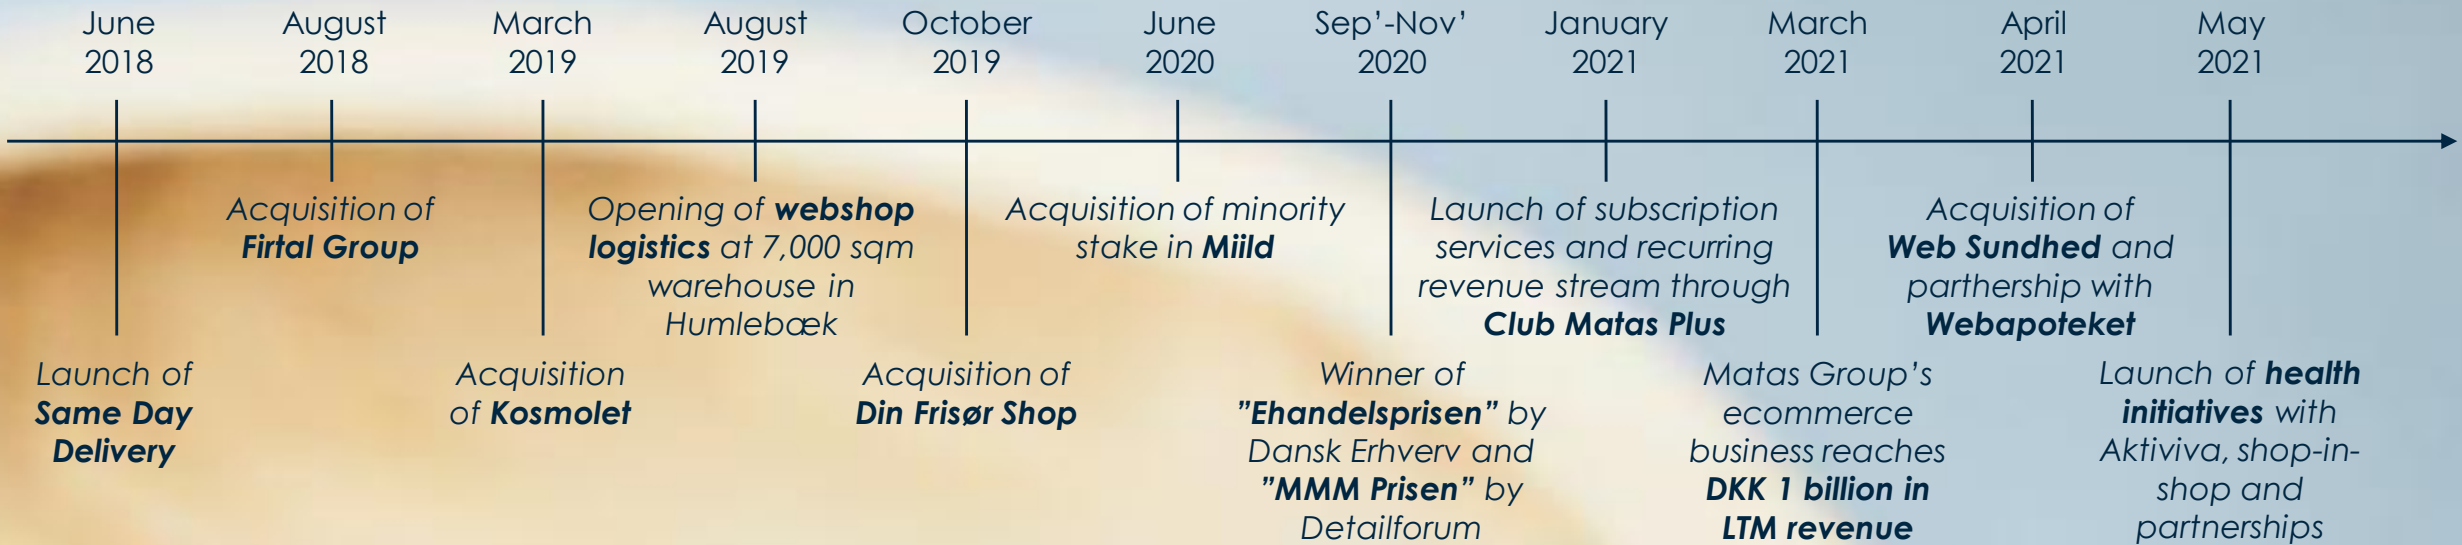 June
2018
August
2018
March
2019
August
2019
October
2019
June
2020
Sep'-Nov'
2020
January
2021
March
2021
April
2021
May
2021
Launch of
Same Day
Delivery
Acquisition of
Firtal Group
Acquisition
of Kosmolet
Opening of webshop
logistics at 7,000 sqm
warehouse in
Humlebæk
Acquisition of
Din Frisør Shop
Acquisition of minority
stake in Miild
Winner of
”Ehandelsprisen” by
Dansk Erhverv and
”MMM Prisen” by
Detailforum
Launch of subscription
services and recurring
revenue stream through
Club Matas Plus
Matas Group’s
ecommerce
business reaches
DKK 1 billion in
LTM revenue
Acquisition of
Web Sundhed and
parthership with
Webapoteket
Launch of health
initiatives with
Aktiviva, shop-in-
shop and
partnerships